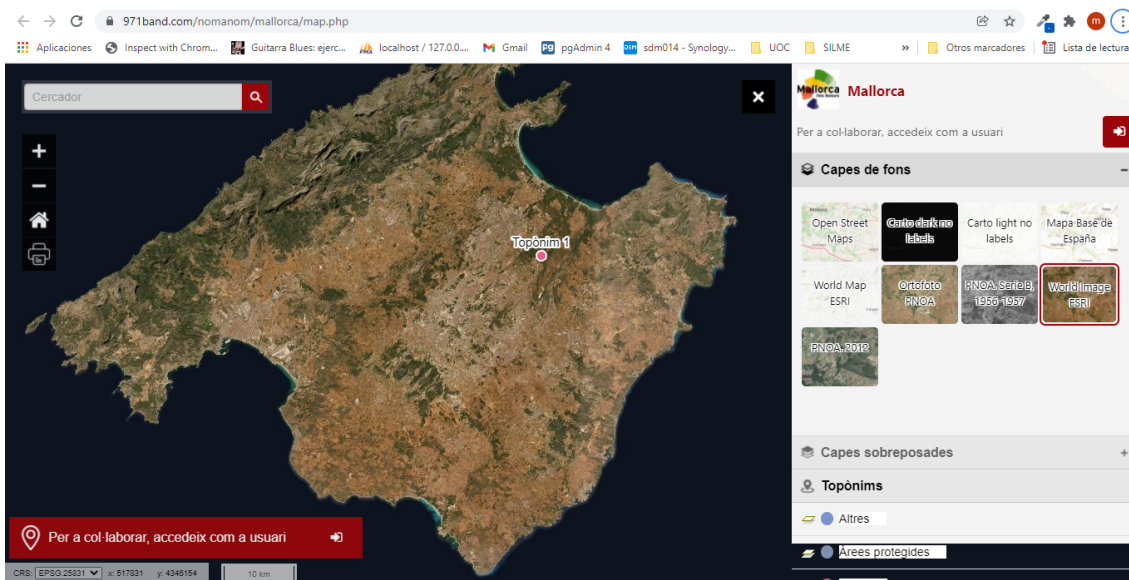 971band.com/nomanom/mallorca/map.php
m
Aplicaciones Inspect with Chrom... Guitarra Blues: ejerc... localhost / 127.0.0.... Gmail pgAdmin 4 sdm014 - Synology... UOC SILME » Otros marcadores Lista de lectura
Cercador
Topònim 1
Per a col·laborar, accedeix com a usuari
CRS: EPSG:25831 x: 517831 y: 4346154
10 km
Mallorca
Mallorca
Per a col·laborar, accedeix com a usuari
Capes de fons
Open Street Maps
Carto dark no labels
Carto light no labels
Mapa Base de España
World Map ESRI
Ortofoto PNOA
PNOA. Serie B, 1956-1957
World Image ESRI
PNOA. 2012
Capes sobreposades
Topònims
Altres
Àrees protegides